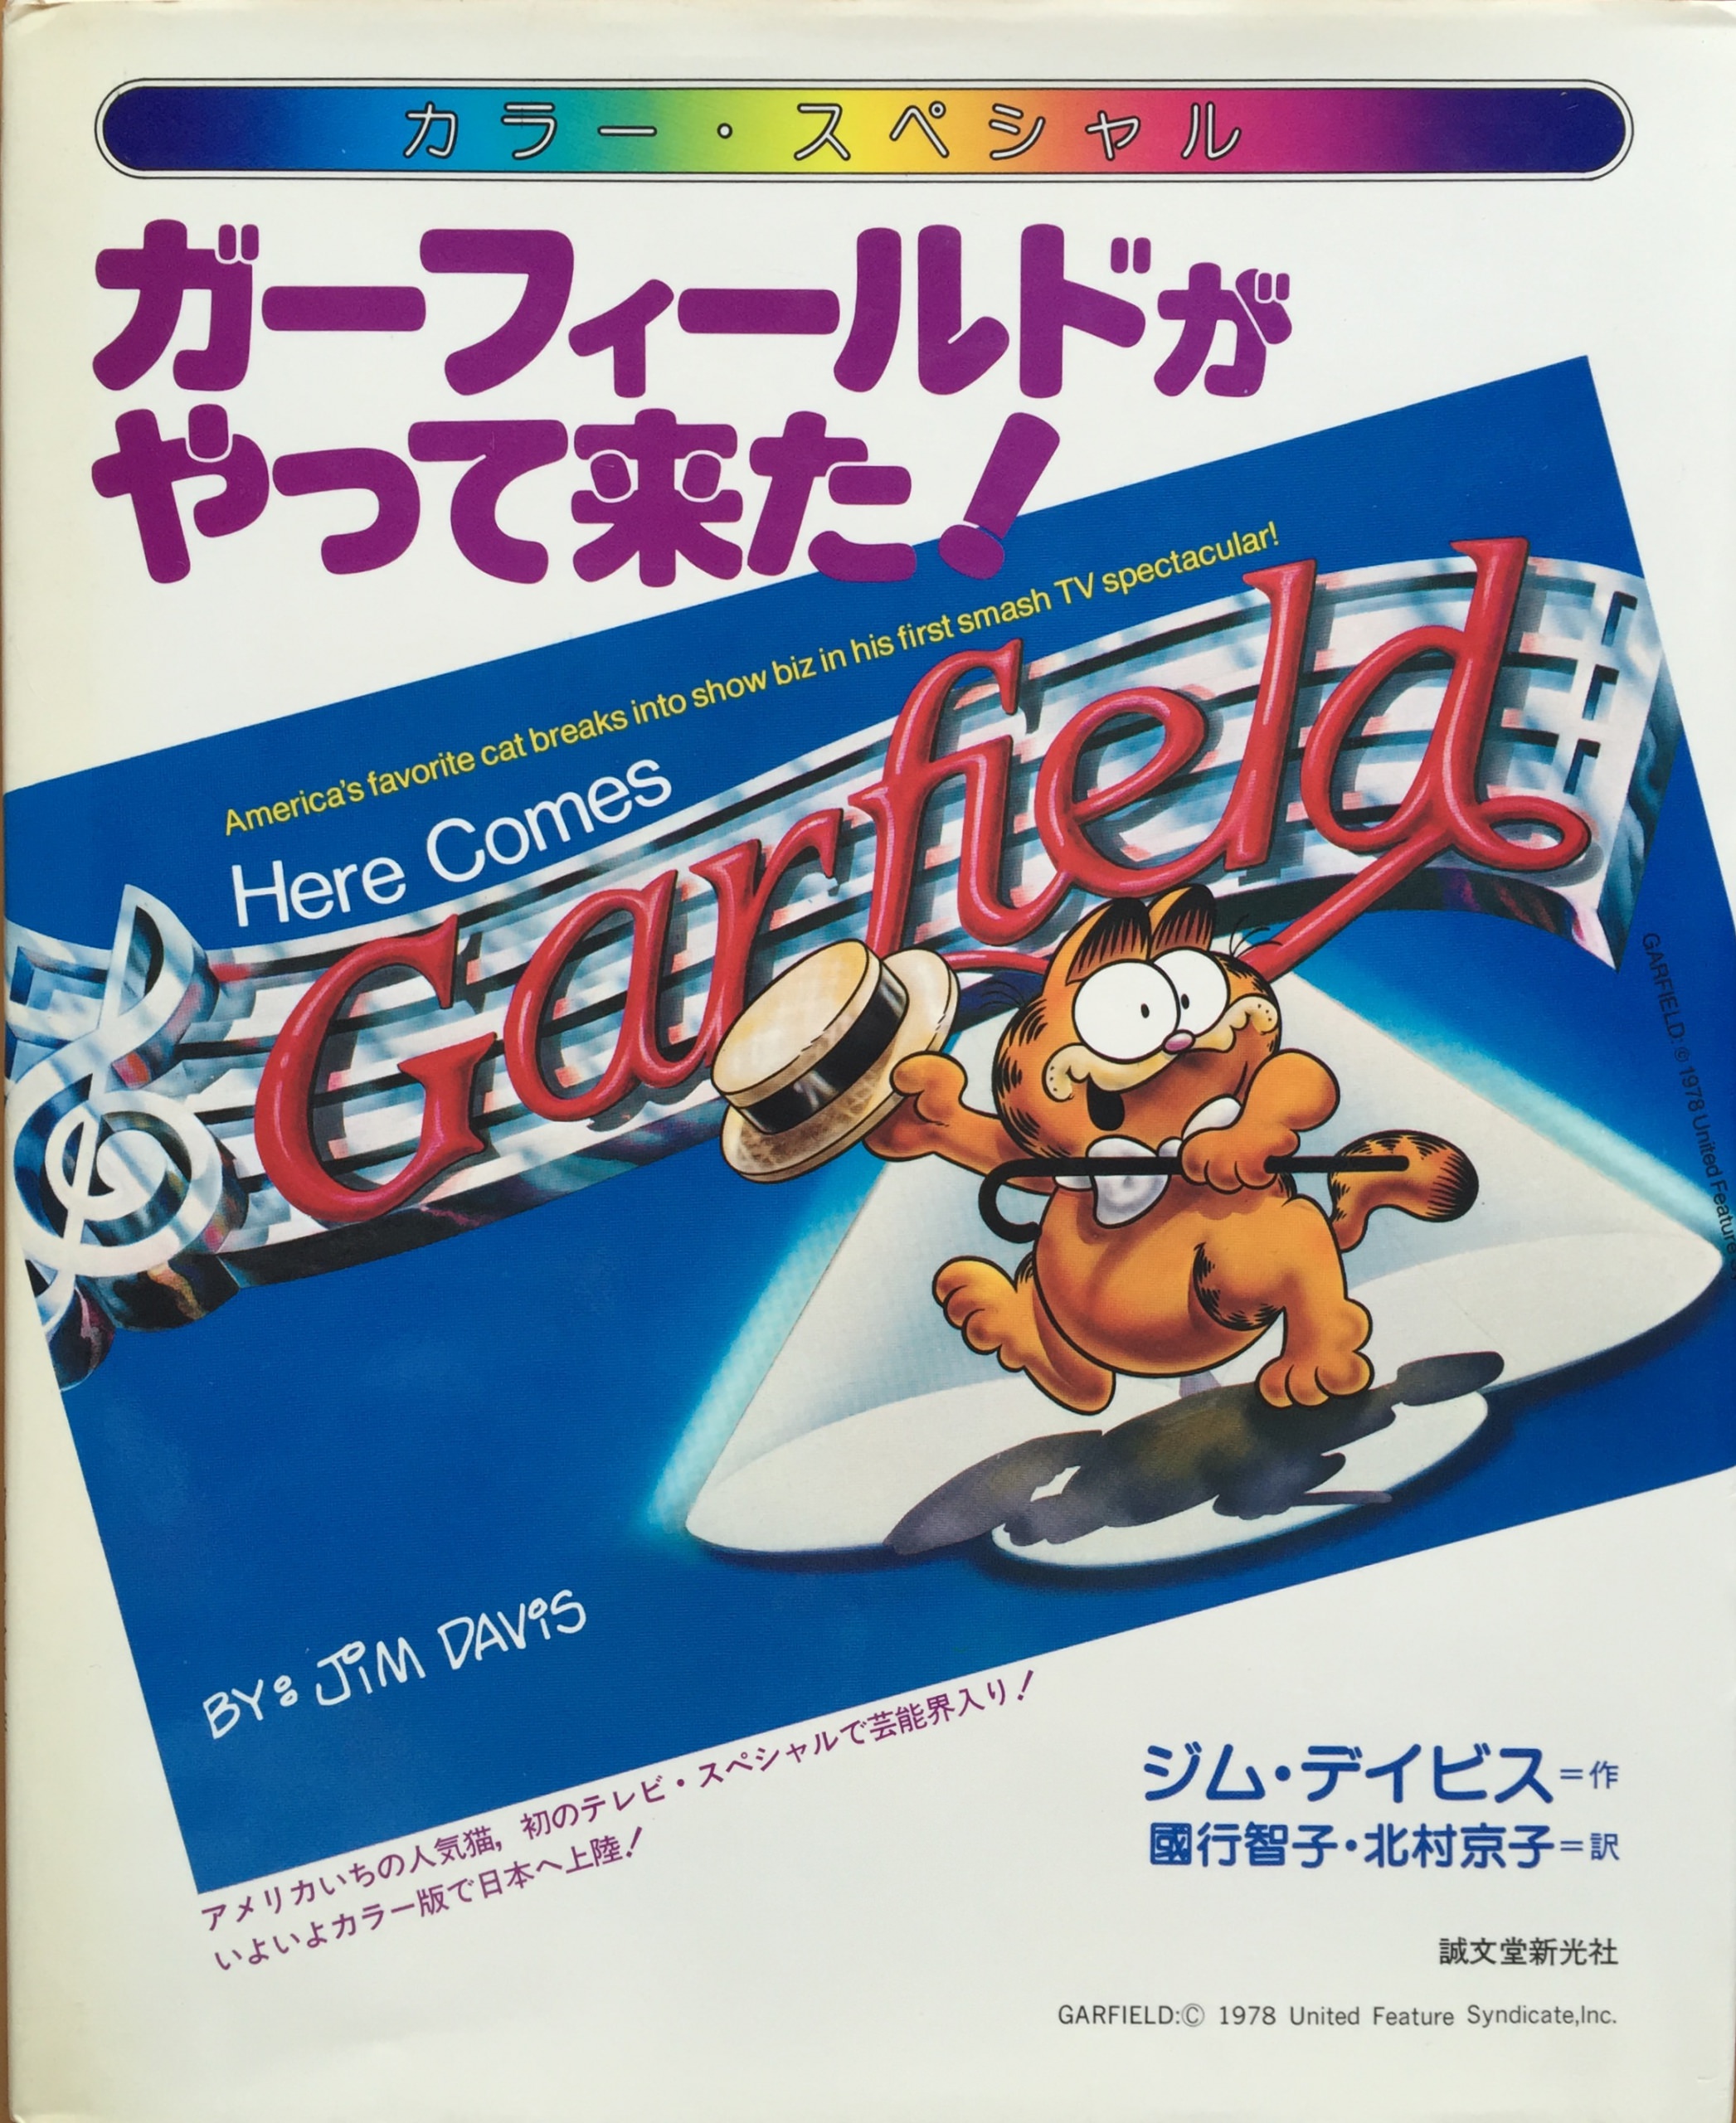 カラー・スペシャル
ガーフィールドが
やって来た!
America's favorite cat breaks into show biz in his first smash TV spectacular!
Here Comes
Garfield
GARFIELD: © 1978 United Feature
BY: JIM DAVIS
アメリカいちの人気猫，初のテレビ・スペシャルで芸能界入り!
いよいよカラー版で日本へ上陸!
ジム・デイビス=作
國行智子・北村京子=訳
誠文堂新光社
GARFIELD:© 1978 United Feature Syndicate,Inc.